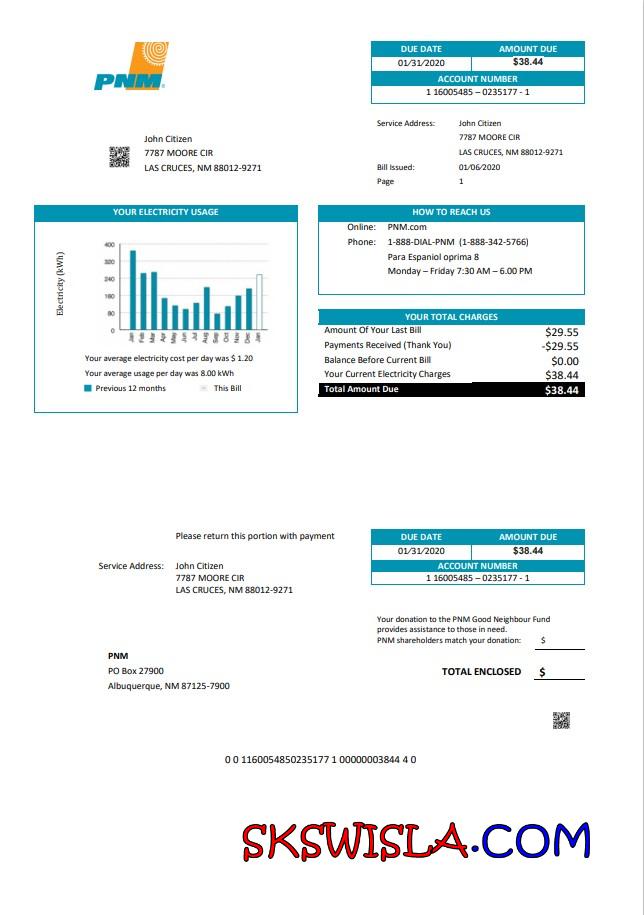 PNM
DUE DATE AMOUNT DUE
01/31/2020 $38.44
ACCOUNT NUMBER
1 16005485 – 0235177 - 1
John Citizen
7787 MOORE CIR
LAS CRUCES, NM 88012-9271
Service Address: John Citizen
7787 MOORE CIR
LAS CRUCES, NM 88012-9271
Bill Issued: 01/06/2020
Page 1
YOUR ELECTRICITY USAGE
Electricity (kWh)
400
320
240
160
80
0
Jan Feb Mar Apr May Jun Jul Aug Sep Oct Nov Dec Jan
Your average electricity cost per day was $ 1.20
Your average usage per day was 8.00 kWh
Previous 12 months This Bill
HOW TO REACH US
Online: PNM.com
Phone: 1-888-DIAL-PNM (1-888-342-5766)
Para Espaniol oprima 8
Monday – Friday 7:30 AM – 6.00 PM
YOUR TOTAL CHARGES
Amount Of Your Last Bill $29.55
Payments Received (Thank You) -$29.55
Balance Before Current Bill $0.00
Your Current Electricity Charges $38.44
Total Amount Due $38.44
Please return this portion with payment
Service Address: John Citizen
7787 MOORE CIR
LAS CRUCES, NM 88012-9271
DUE DATE AMOUNT DUE
01/31/2020 $38.44
ACCOUNT NUMBER
1 16005485 – 0235177 - 1
Your donation to the PNM Good Neighbour Fund
provides assistance to those in need.
PNM shareholders match your donation: $
TOTAL ENCLOSED $
PNM
PO Box 27900
Albuquerque, NM 87125-7900
0 0 1160054850235177 1 00000003844 4 0
SKSWISLA.COM